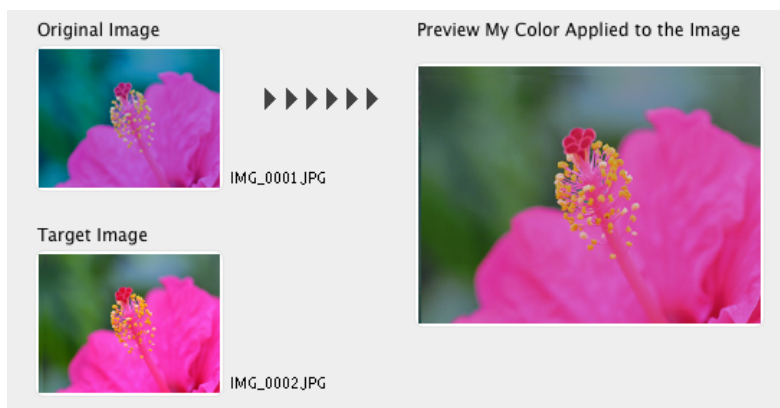 Original Image
Preview My Color Applied to the Image
IMG_0001.JPG
Target Image
IMG_0002.JPG